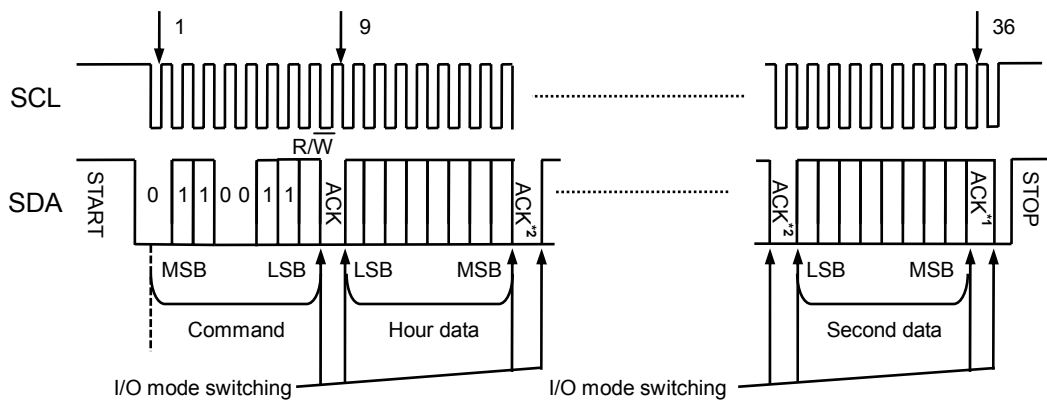 1 9 36
SCL
R/W
SDA
START 0 1 1 0 0 1 1 ACK ACK*2 ACK*2 ACK*1 STOP
MSB LSB LSB MSB LSB MSB
Command Hour data Second data
I/O mode switching I/O mode switching